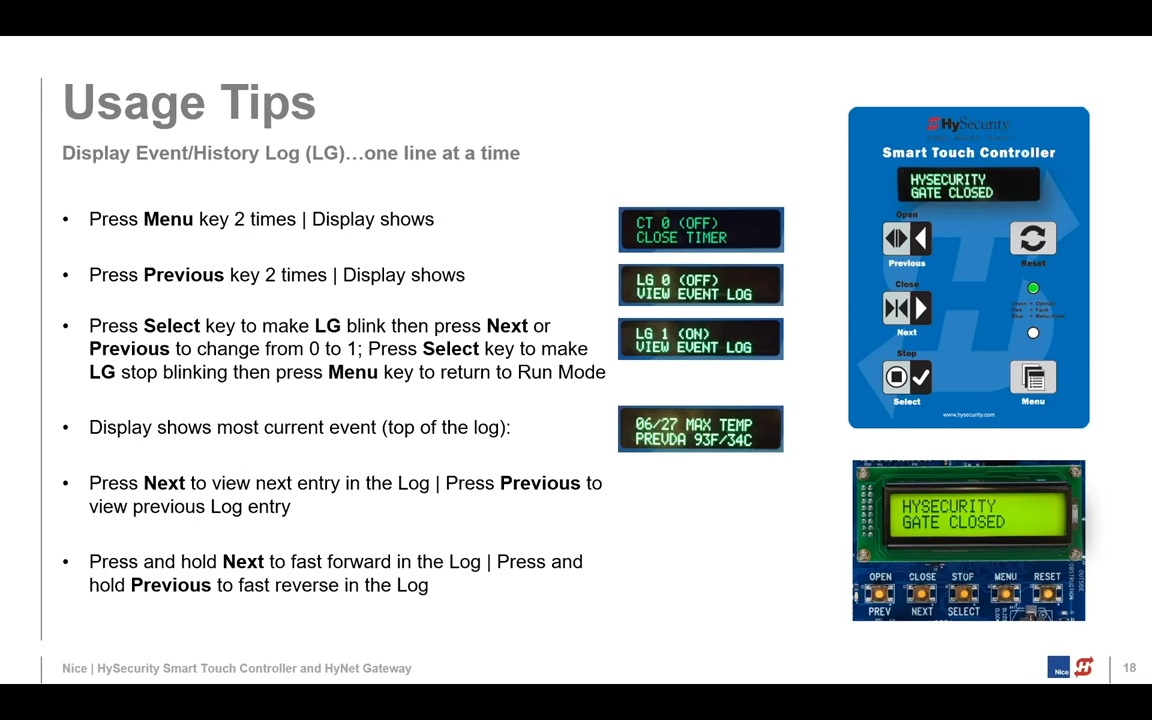 Usage Tips
Display Event/History Log (LG)…one line at a time
• Press Menu key 2 times | Display shows
CT 0 (OFF)
CLOSE TIMER
• Press Previous key 2 times | Display shows
LG 0 (OFF)
VIEW EVENT LOG
• Press Select key to make LG blink then press Next or
Previous to change from 0 to 1; Press Select key to make
LG stop blinking then press Menu key to return to Run Mode
LG 1 (ON)
VIEW EVENT LOG
• Display shows most current event (top of the log):
06/27 MAX TEMP
PREVDA 93F/34C
• Press Next to view next entry in the Log | Press Previous to
view previous Log entry
• Press and hold Next to fast forward in the Log | Press and
hold Previous to fast reverse in the Log
HySecurity
Smart Touch Controller
HYSECURITY
GATE CLOSED
Open
Previous
Reset
Close
Next
Stop
Select
Menu
www.hysecurity.com
HYSECURITY
GATE CLOSED
OPEN CLOSE STOP MENU RESET
PREV NEXT SELECT
OBSTRUCTION
OUTSIDE
Nice | HySecurity Smart Touch Controller and HyNet Gateway
Nice
18